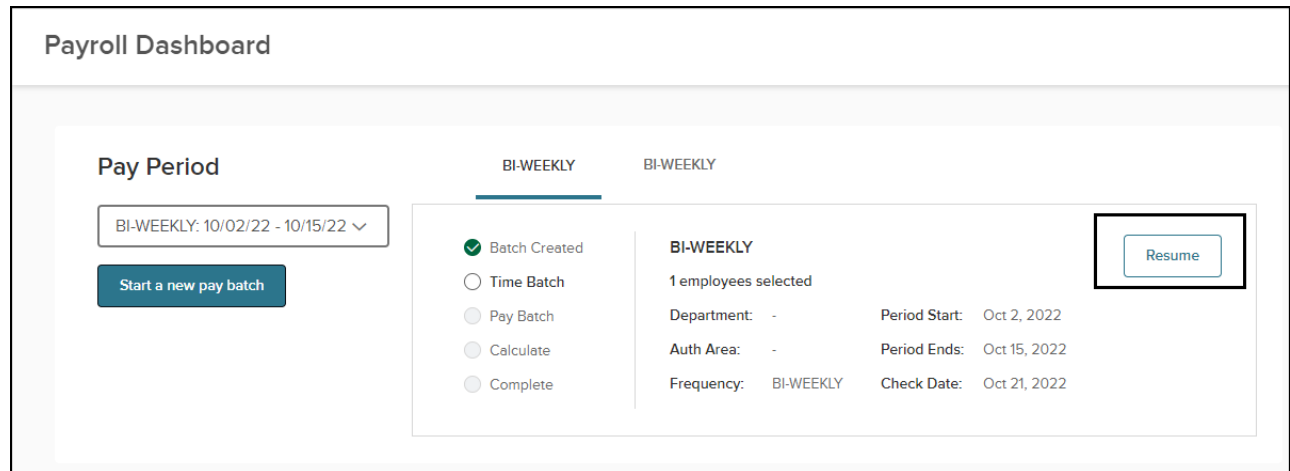 Payroll Dashboard
Pay Period
BI-WEEKLY: 10/02/22 - 10/15/22
Start a new pay batch
BI-WEEKLY BI-WEEKLY
Batch Created
Time Batch
Pay Batch
Calculate
Complete
BI-WEEKLY
1 employees selected
Department: - Period Start: Oct 2, 2022
Auth Area: - Period Ends: Oct 15, 2022
Frequency: BI-WEEKLY Check Date: Oct 21, 2022
Resume